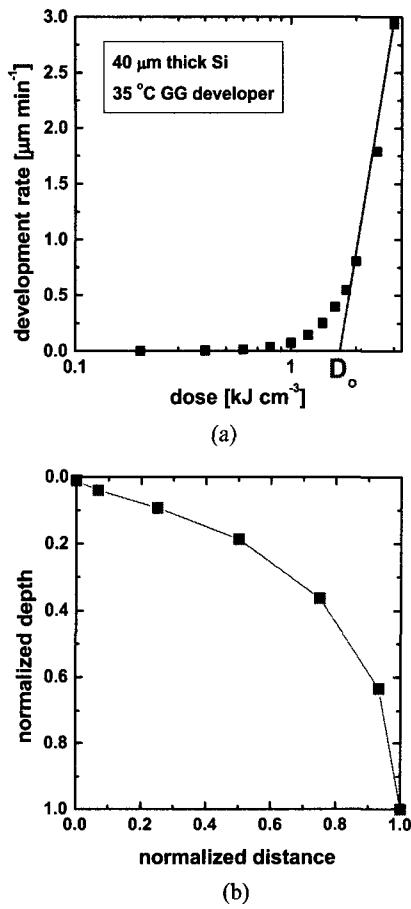 3.0
2.5
2.0
1.5
1.0
0.5
0.0
development rate [μm min⁻¹]
40 μm thick Si
35 °C GG developer
0.1
1
Dₒ
dose [kJ cm⁻³]
(a)
0.0
0.2
0.4
0.6
0.8
1.0
normalized depth
0.0
0.2
0.4
0.6
0.8
1.0
normalized distance
(b)